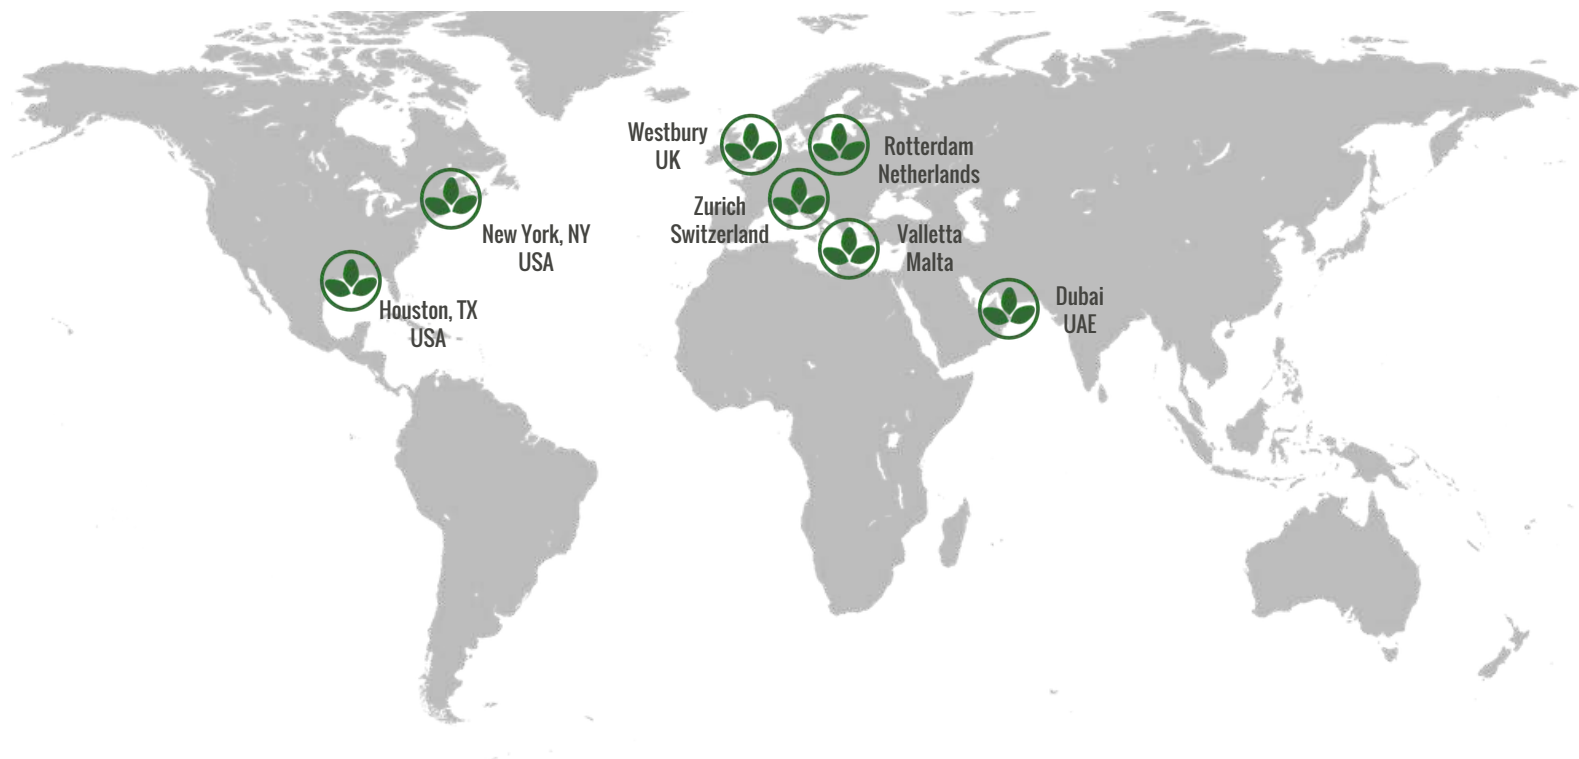 Westbury
UK
Rotterdam
Netherlands
Zurich
Switzerland
New York, NY
USA
Valletta
Malta
Houston, TX
USA
Dubai
UAE